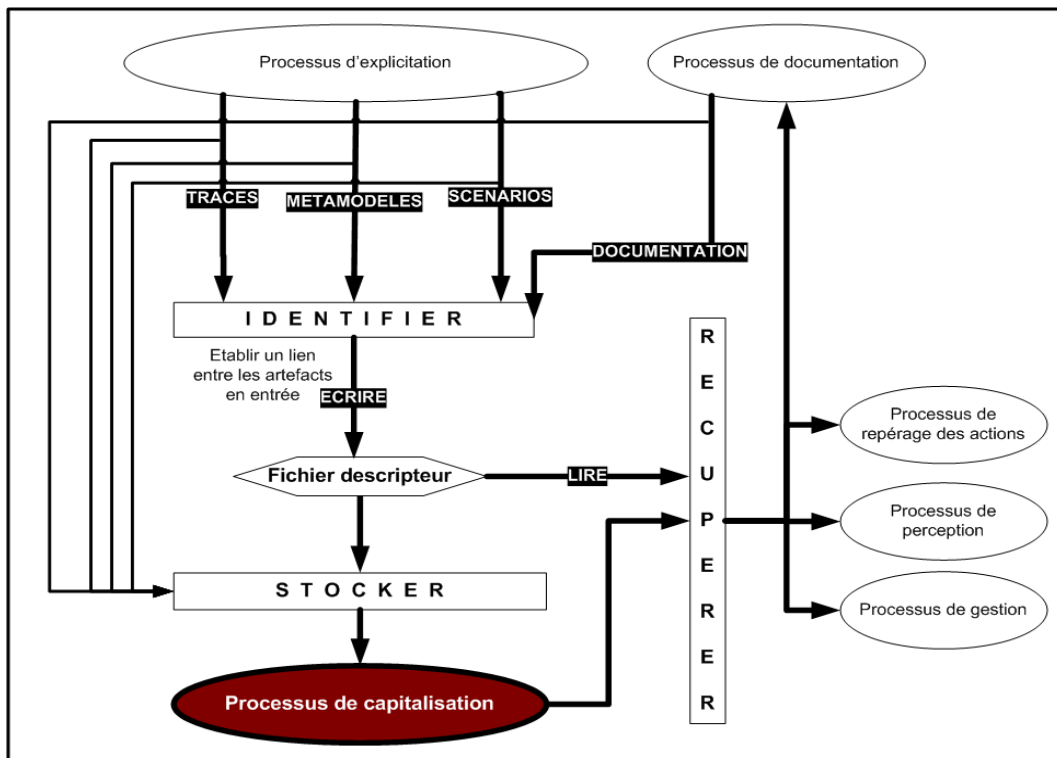 Processus d'explicitation
Processus de documentation
TRACES
METAMODELES
SCENARIOS
DOCUMENTATION
I D E N T I F I E R
Etablir un lien
entre les artefacts
en entrée
ECRIRE
Fichier descripteur
LIRE
R
E
C
U
P
E
R
E
R
Processus de
repérage des actions
Processus de
perception
Processus de gestion
S T O C K E R
Processus de capitalisation